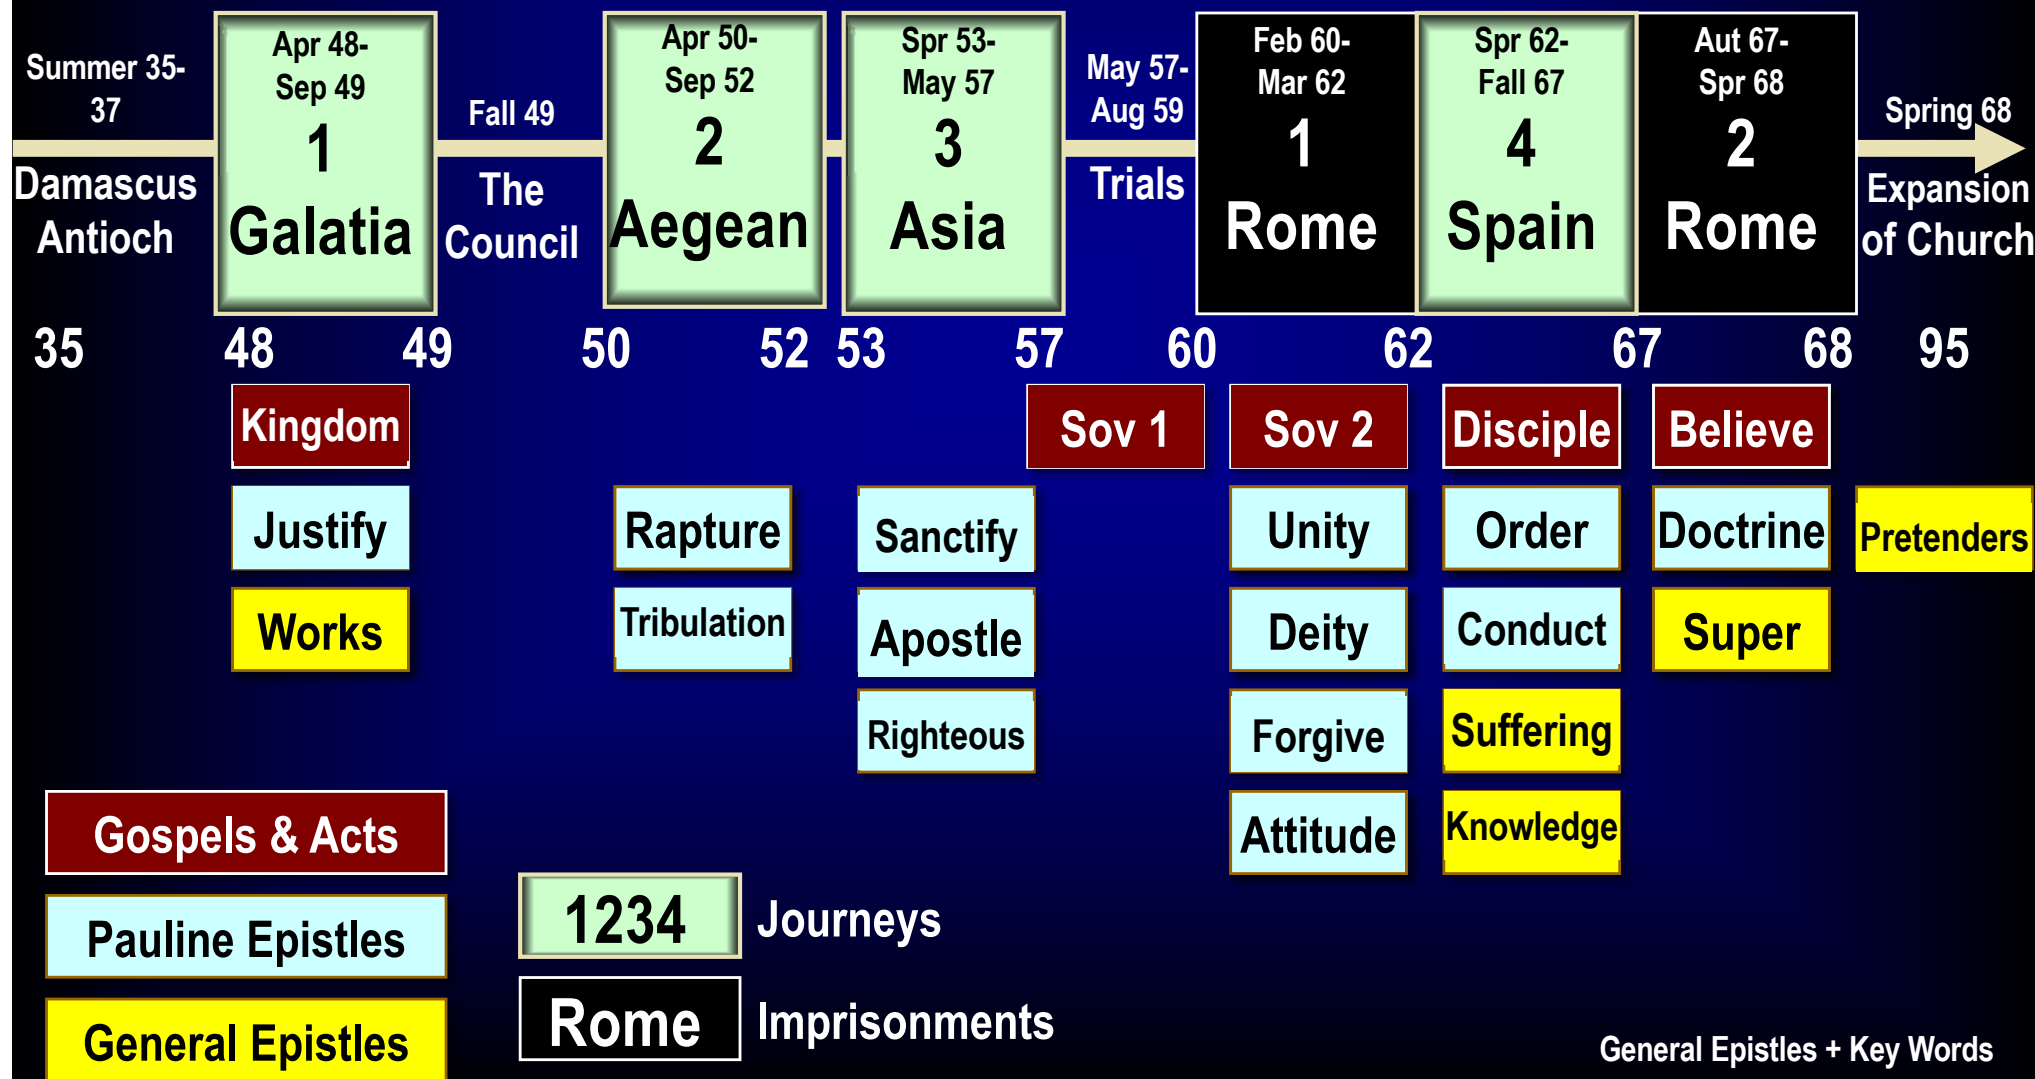 Summer 35-
37
Damascus
Antioch
Apr 48-
Sep 49
1
Galatia
Fall 49
The
Council
Apr 50-
Sep 52
2
Aegean
Spr 53-
May 57
3
Asia
May 57-
Aug 59
Trials
Feb 60-
Mar 62
1
Rome
Spr 62-
Fall 67
4
Spain
Aut 67-
Spr 68
2
Rome
Spring 68
Expansion
of Church
35 48 49 50 52 53 57 60 62 67 68 95
Kingdom Sov 1 Sov 2 Disciple Believe
Justify Rapture Sanctify Unity Order Doctrine Pretenders
Works Tribulation Apostle Deity Conduct Super
Righteous Forgive Suffering
Attitude Knowledge
Gospels & Acts
Pauline Epistles
General Epistles
1234 Journeys
Rome Imprisonments
General Epistles + Key Words